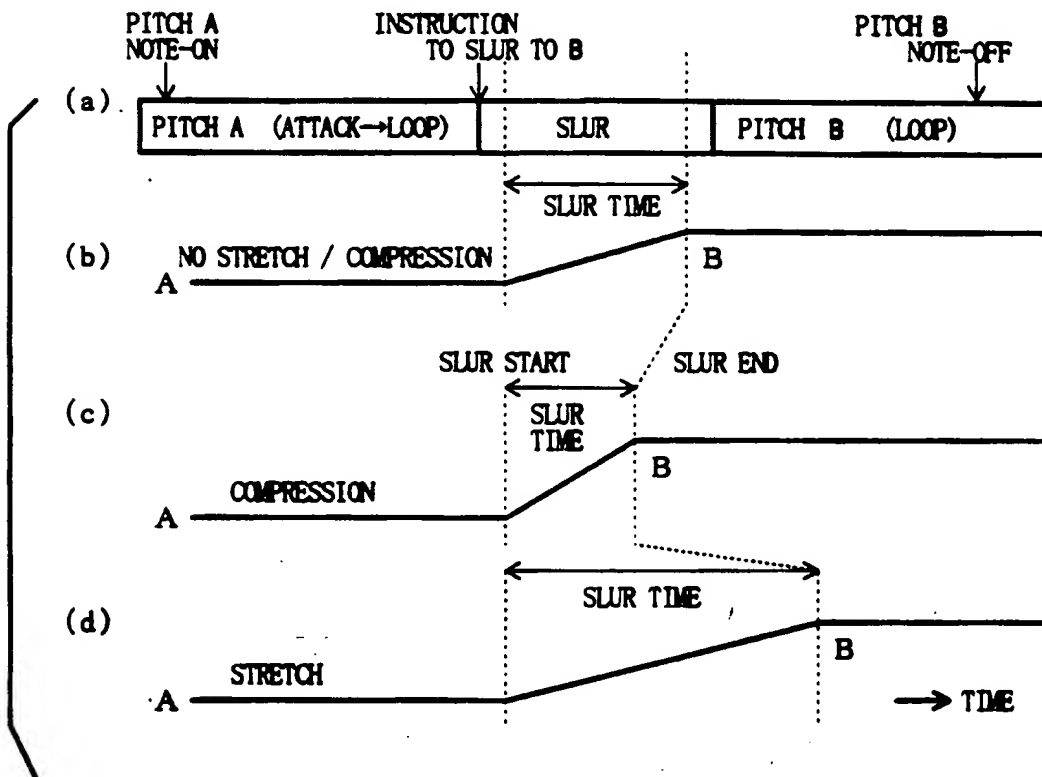 PITCH A
NOTE-ON
INSTRUCTION
TO SLUR TO B
PITCH B
NOTE-OFF
(a)
PITCH A (ATTACK→LOOP)
SLUR
PITCH B (LOOP)
SLUR TIME
(b)
NO STRETCH / COMPRESSION
A
B
SLUR START
SLUR END
(c)
SLUR
TIME
B
COMPRESSION
A
SLUR TIME
(d)
B
STRETCH
A
→ TIME